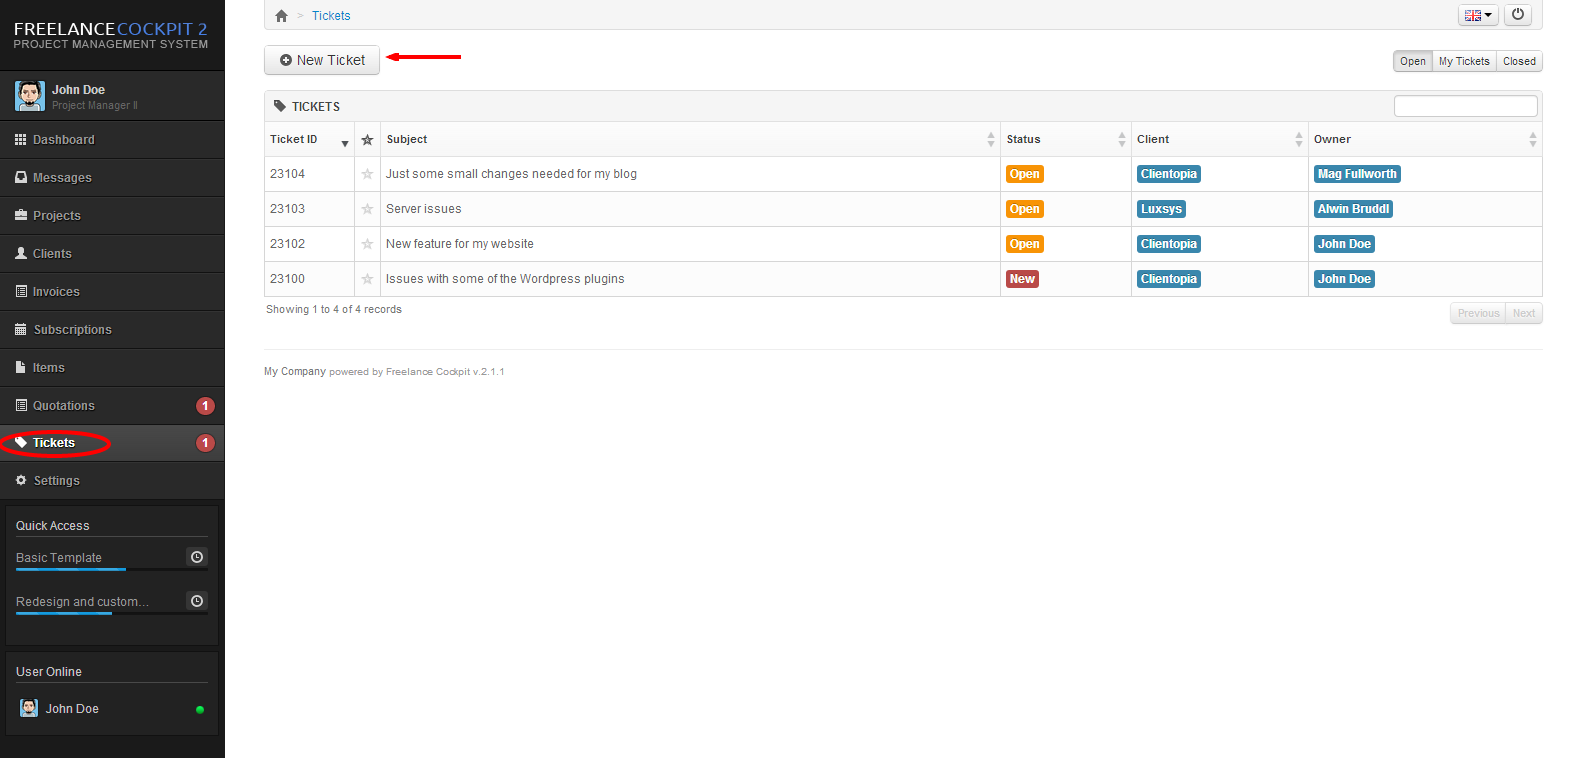 FREELANCECOCKPIT 2
PROJECT MANAGEMENT SYSTEM
John Doe
Project Manager II
Dashboard
Messages
Projects
Clients
Invoices
Subscriptions
Items
Quotations 1
Tickets 1
Settings
Quick Access
Basic Template
Redesign and custom...
User Online
John Doe
> Tickets
New Ticket
Open My Tickets Closed
TICKETS
Ticket ID Subject Status Client Owner
23104 Just some small changes needed for my blog Open Clientopia Mag Fullworth
23103 Server issues Open Luxsys Alwin Bruddl
23102 New feature for my website Open Clientopia John Doe
23100 Issues with some of the Wordpress plugins New Clientopia John Doe
Showing 1 to 4 of 4 records
Previous Next
My Company powered by Freelance Cockpit v.2.1.1